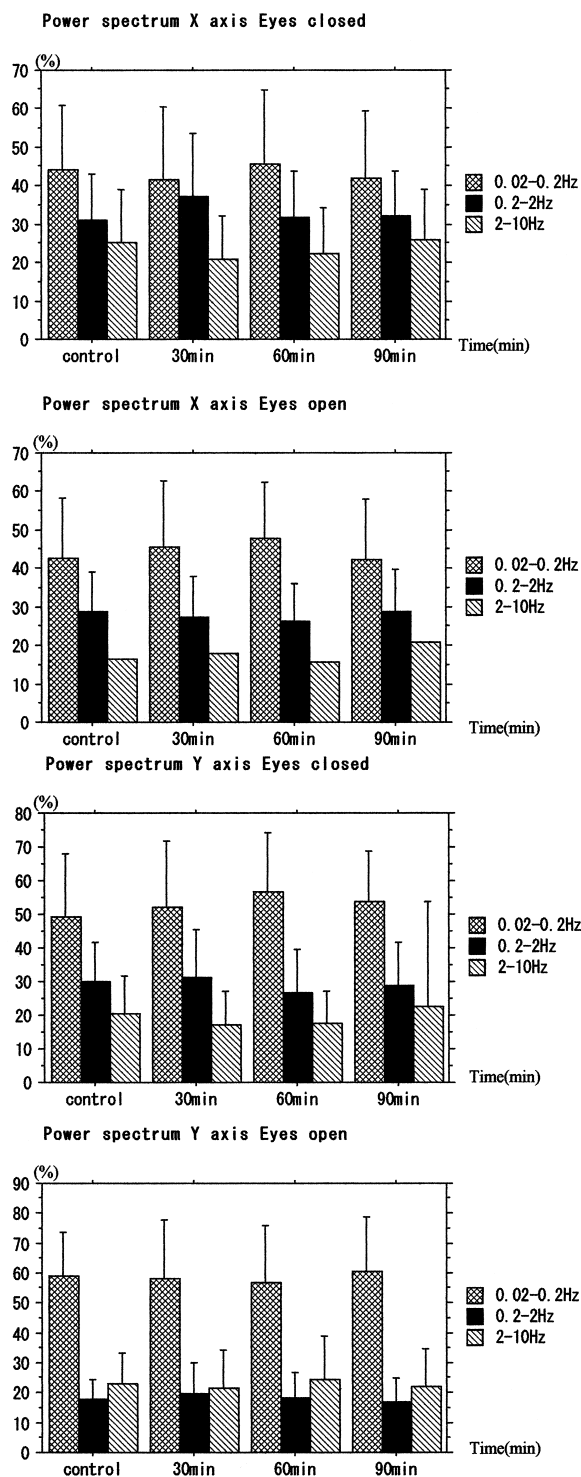 Power spectrum X axis Eyes closed
(%)
70
60
50
40
30
20
10
0
0.02-0.2Hz
0.2-2Hz
2-10Hz
control 30min 60min 90min
Time(min)
Power spectrum X axis Eyes open
(%)
70
60
50
40
30
20
10
0
0.02-0.2Hz
0.2-2Hz
2-10Hz
control 30min 60min 90min
Time(min)
Power spectrum Y axis Eyes closed
(%)
80
70
60
50
40
30
20
10
0
0.02-0.2Hz
0.2-2Hz
2-10Hz
control 30min 60min 90min
Time(min)
Power spectrum Y axis Eyes open
(%)
90
80
70
60
50
40
30
20
10
0
0.02-0.2Hz
0.2-2Hz
2-10Hz
control 30min 60min 90min
Time(min)